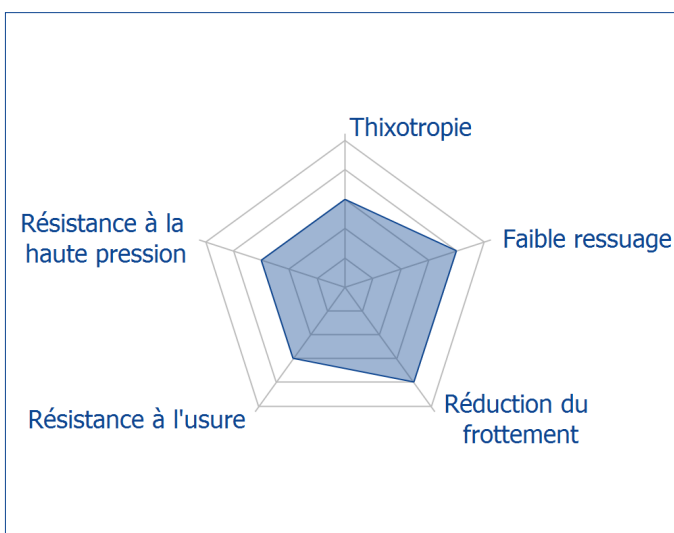 Thixotropie
Résistance à la
haute pression
Faible ressuage
Résistance à l'usure
Réduction du
frottement